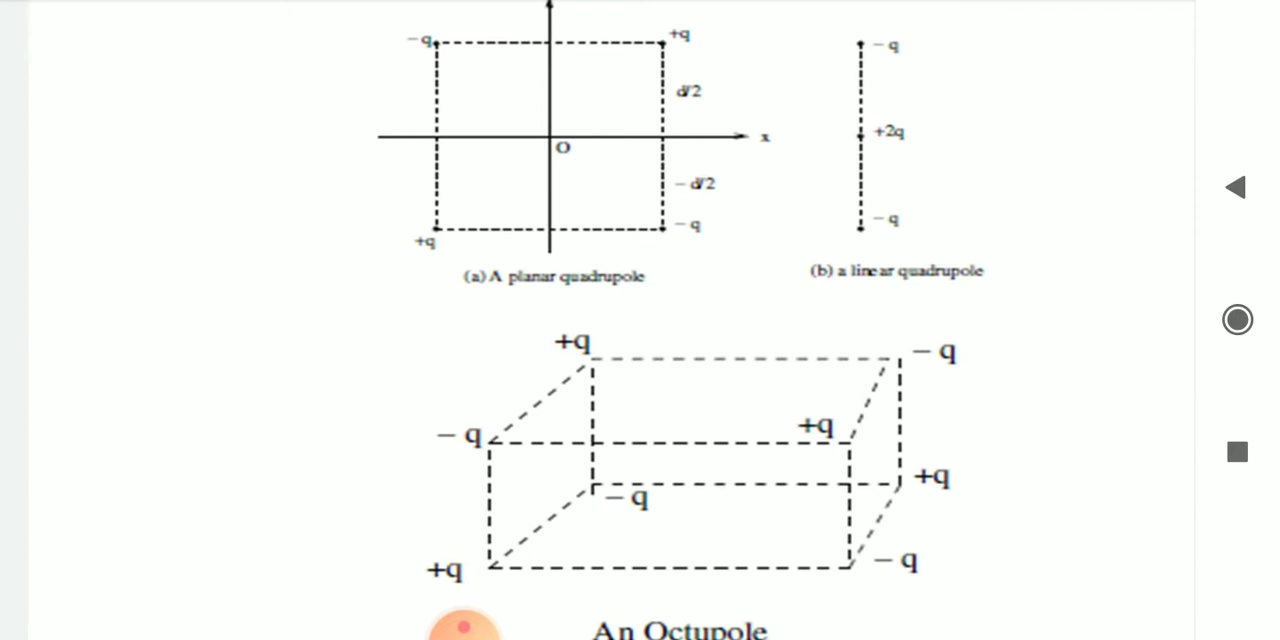 −q +q −q
d/2
+2q
x
O
−d/2
−q −q
+q
(a) A planar quadrupole (b) a linear quadrupole
+q −q
−q +q
+q
−q
+q −q
An Octupole